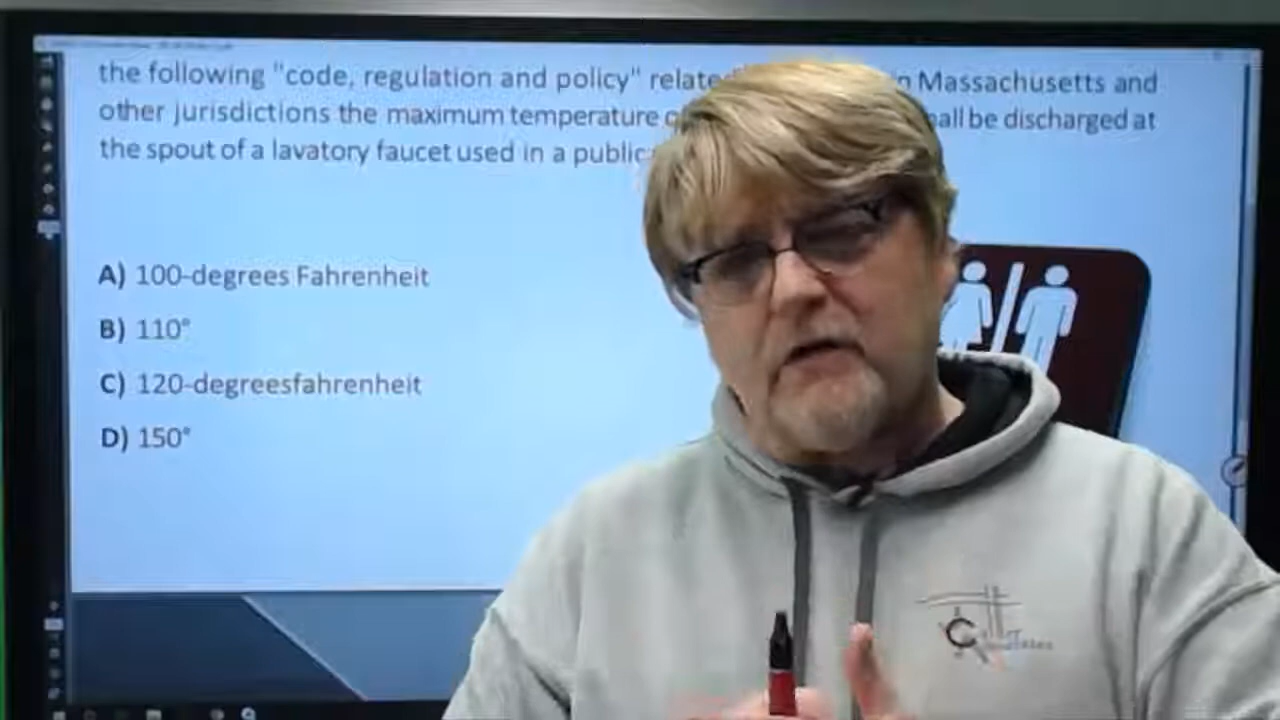 the following "code, regulation and policy" relate n Massachusetts and
other jurisdictions the maximum temperature hall be discharged at
the spout of a lavatory faucet used in a public
A) 100-degrees Fahrenheit
B) 110°
C) 120-degreesfahrenheit
D) 150°